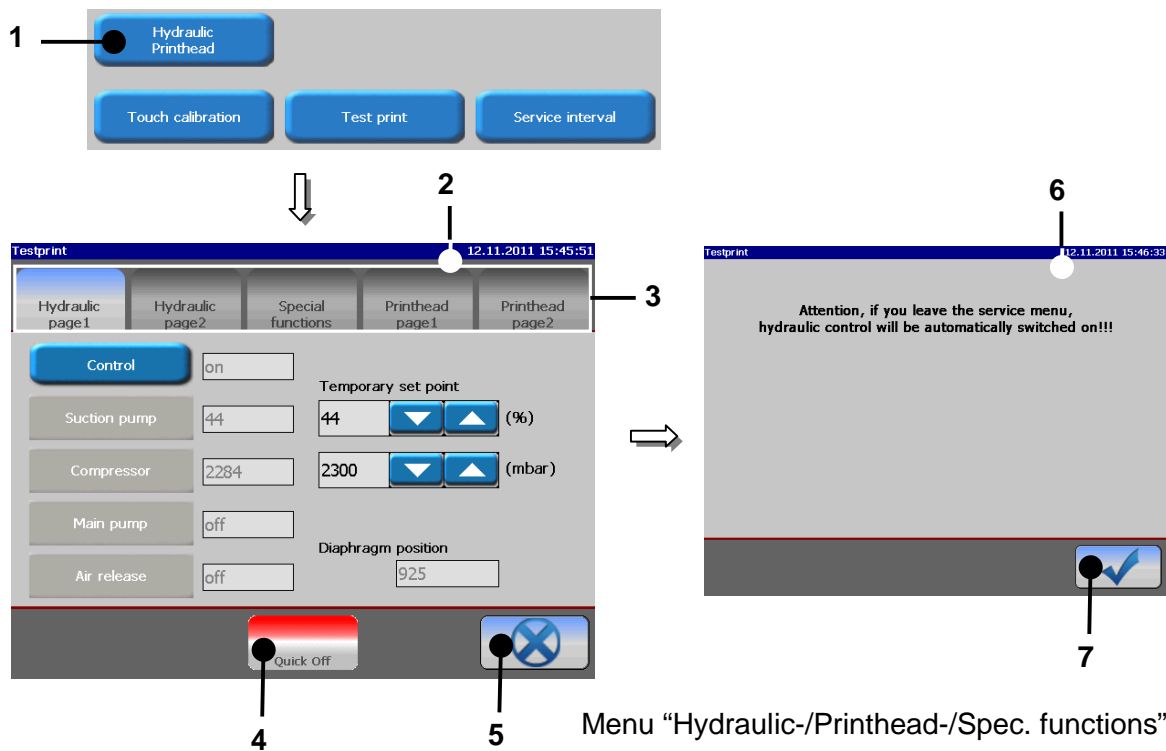 1
Hydraulic
Printhead
Touch calibration
Test print
Service interval
2
6
Testprint
12.11.2011 15:45:51
Hydraulic
page1
Hydraulic
page2
Special
functions
Printhead
page1
Printhead
page2
3
Control
on
Temporary set point
Suction pump
44
44
(%)
Compressor
2284
2300
(mbar)
Main pump
off
Diaphragm position
Air release
off
925
Quick Off
4
5
Testprint
12.11.2011 15:46:33
Attention, if you leave the service menu,
hydraulic control will be automatically switched on!!!
7
Menu “Hydraulic-/Printhead-/Spec. functions”